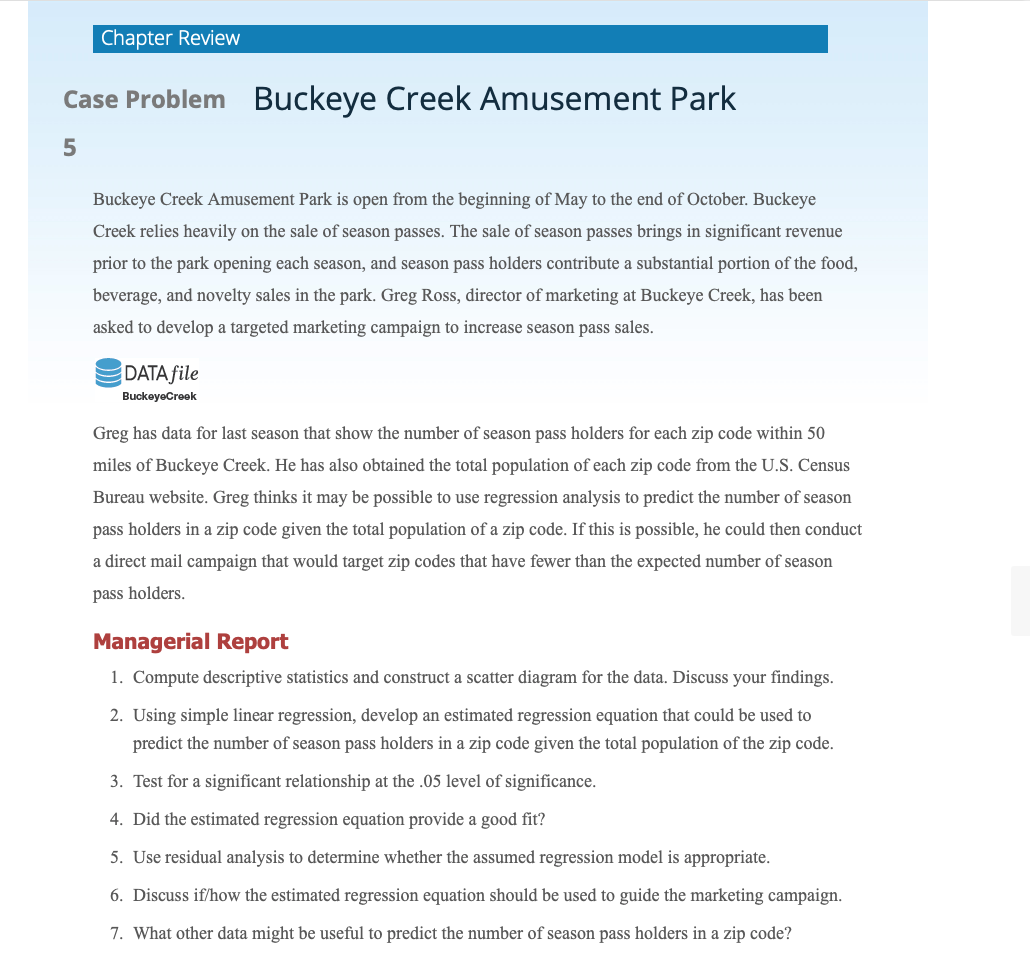 Chapter Review
Case Problem Buckeye Creek Amusement Park
5
Buckeye Creek Amusement Park is open from the beginning of May to the end of October. Buckeye
Creek relies heavily on the sale of season passes. The sale of season passes brings in significant revenue
prior to the park opening each season, and season pass holders contribute a substantial portion of the food,
beverage, and novelty sales in the park. Greg Ross, director of marketing at Buckeye Creek, has been
asked to develop a targeted marketing campaign to increase season pass sales.
DATA file
BuckeyeCreek
Greg has data for last season that show the number of season pass holders for each zip code within 50
miles of Buckeye Creek. He has also obtained the total population of each zip code from the U.S. Census
Bureau website. Greg thinks it may be possible to use regression analysis to predict the number of season
pass holders in a zip code given the total population of a zip code. If this is possible, he could then conduct
a direct mail campaign that would target zip codes that have fewer than the expected number of season
pass holders.
Managerial Report
1. Compute descriptive statistics and construct a scatter diagram for the data. Discuss your findings.
2. Using simple linear regression, develop an estimated regression equation that could be used to
predict the number of season pass holders in a zip code given the total population of the zip code.
3. Test for a significant relationship at the .05 level of significance.
4. Did the estimated regression equation provide a good fit?
5. Use residual analysis to determine whether the assumed regression model is appropriate.
6. Discuss if/how the estimated regression equation should be used to guide the marketing campaign.
7. What other data might be useful to predict the number of season pass holders in a zip code?